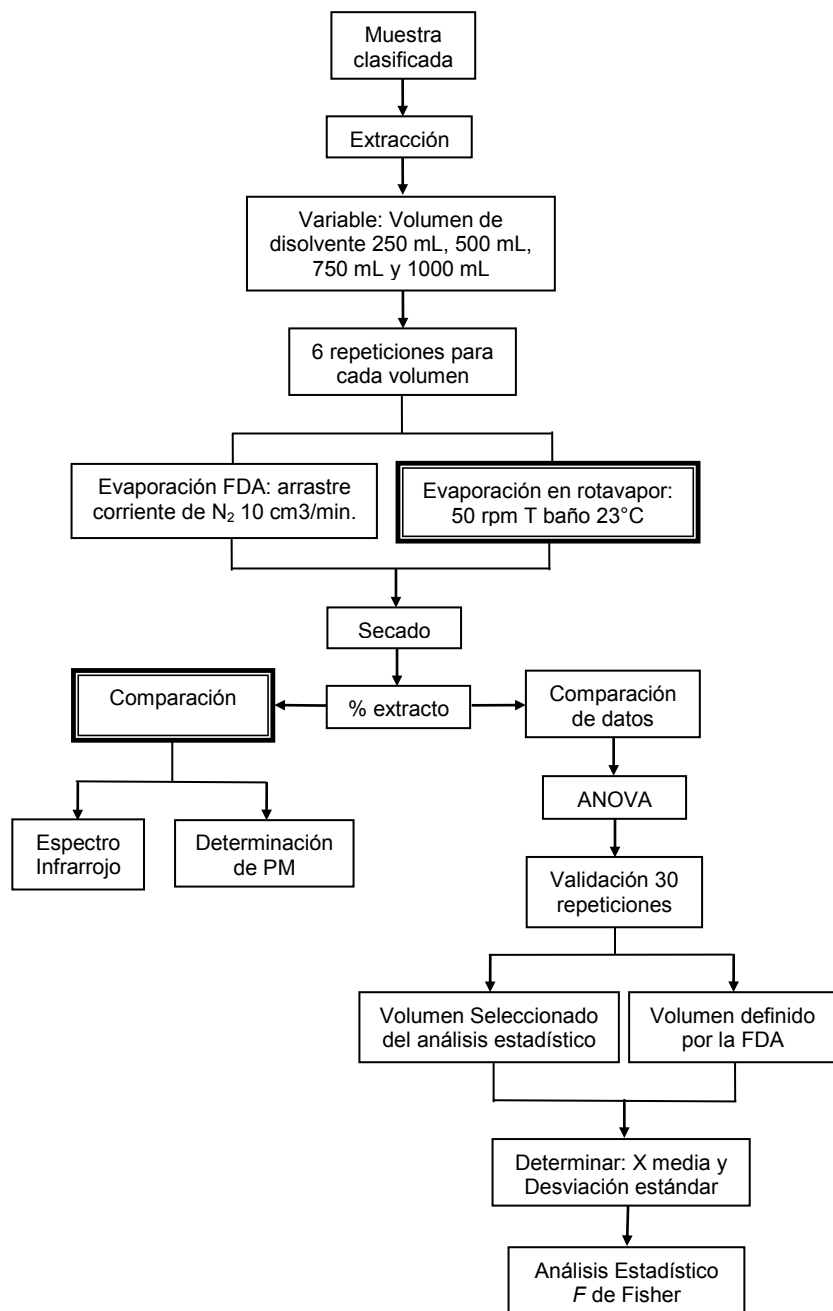 Muestra
clasificada
Extracción
Variable: Volumen de
disolvente 250 mL, 500 mL,
750 mL y 1000 mL
6 repeticiones para
cada volumen
Evaporación FDA: arrastre
corriente de N₂ 10 cm3/min.
Evaporación en rotavapor:
50 rpm T baño 23°C
Secado
Comparación
% extracto
Comparación
de datos
Espectro
Infrarrojo
Determinación
de PM
ANOVA
Validación 30
repeticiones
Volumen Seleccionado
del análisis estadístico
Volumen definido
por la FDA
Determinar: X media y
Desviación estándar
Análisis Estadístico
F de Fisher